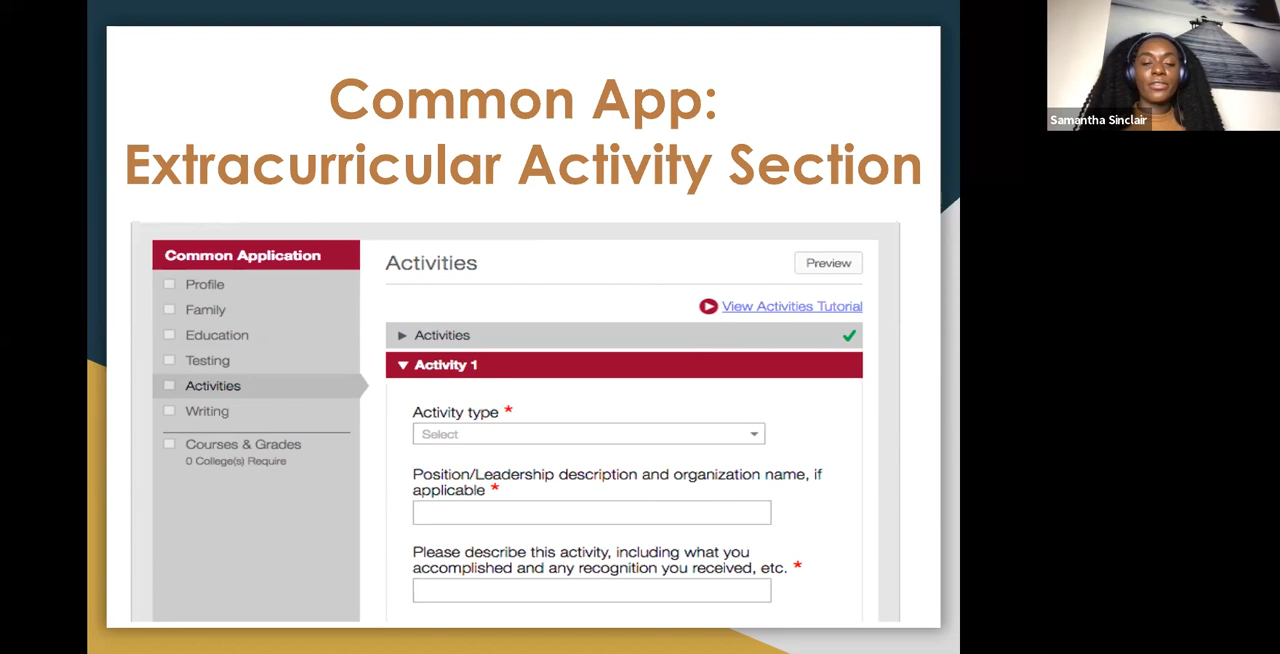 Common App:
Extracurricular Activity Section
Common Application
Profile
Family
Education
Testing
Activities
Writing
Courses & Grades
0 College(s) Require
Activities
Preview
View Activities Tutorial
Activities
Activity 1
Activity type *
Select
Position/Leadership description and organization name, if
applicable *
Please describe this activity, including what you
accomplished and any recognition you received, etc. *
Samantha Sinclair